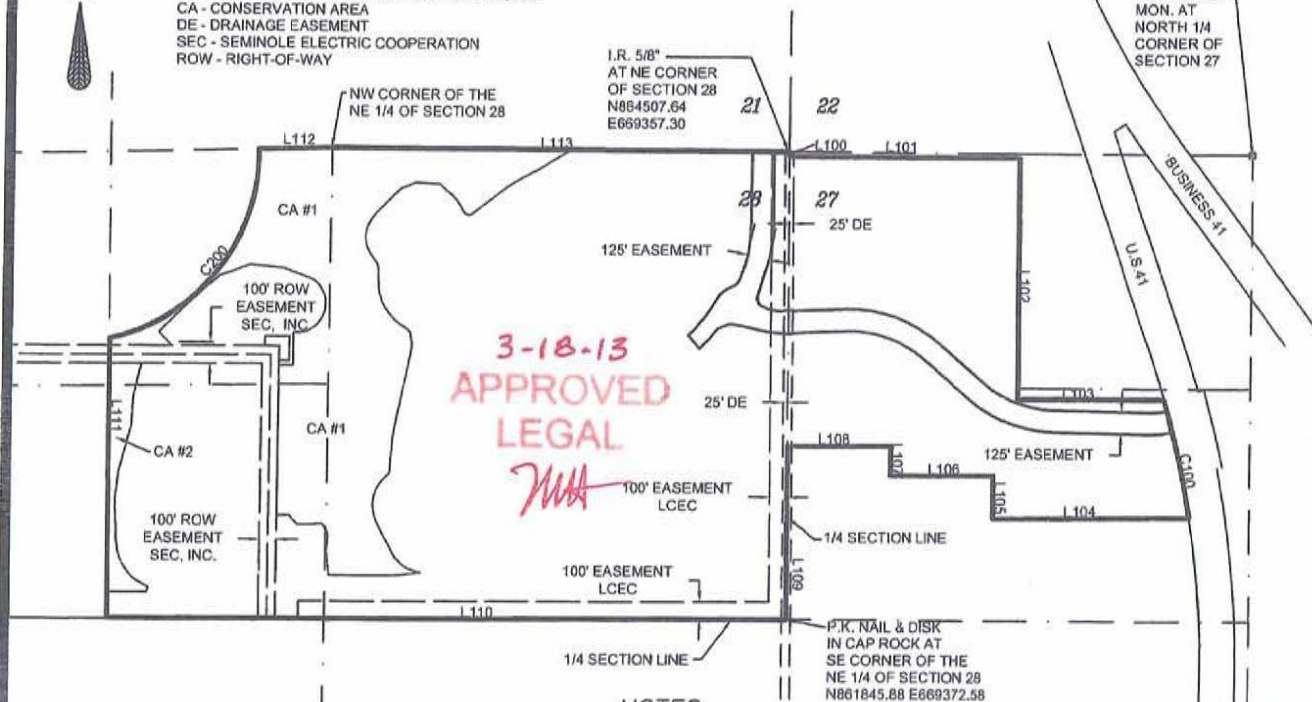 CA - CONSERVATION AREA
DE - DRAINAGE EASEMENT
SEC - SEMINOLE ELECTRIC COOPERATION
ROW - RIGHT-OF-WAY
MON. AT
NORTH 1/4
CORNER OF
SECTION 27
I.R. 5/8"
AT NE CORNER
OF SECTION 28
N864507.64
E669357.30
NW CORNER OF THE
NE 1/4 OF SECTION 28
21
22
L112
L113
L100
L101
BUSINESS 41
CA #1
28
27
25' DE
125' EASEMENT
U.S.41
C200
L102
100' ROW
EASEMENT
SEC, INC
3-18-13
APPROVED
LEGAL
L103
25' DE
L111
CA #1
CA #2
L108
L107
L106
125' EASEMENT
C100
100' EASEMENT
LCEC
L105
L104
100' ROW
EASEMENT
SEC, INC.
1/4 SECTION LINE
100' EASEMENT
LCEC
L109
L110
P.K. NAIL & DISK
IN CAP ROCK AT
SE CORNER OF THE
NE 1/4 OF SECTION 28
N861845.88 E669372.58
1/4 SECTION LINE